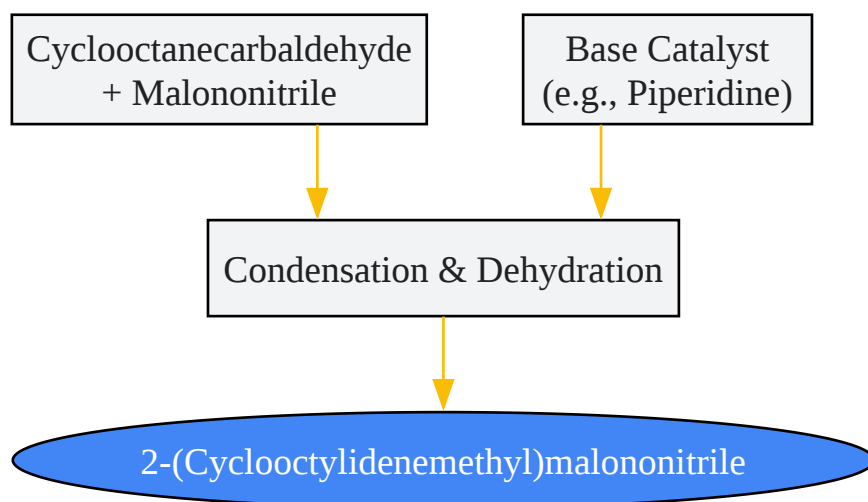 Cyclooctanecarbaldehyde
+ Malononitrile
Base Catalyst
(e.g., Piperidine)
Condensation & Dehydration
2-(Cyclooctylidenemethyl)malononitrile